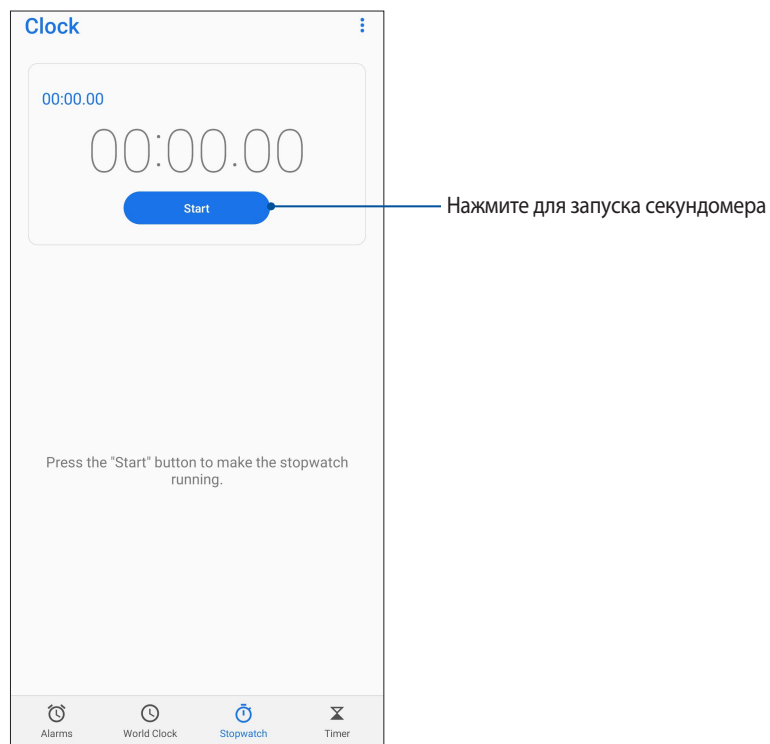 Clock
00:00.00
00:00.00
Start
Нажмите для запуска секундомера
Press the "Start" button to make the stopwatch
running.
Alarms
World Clock
Stopwatch
Timer